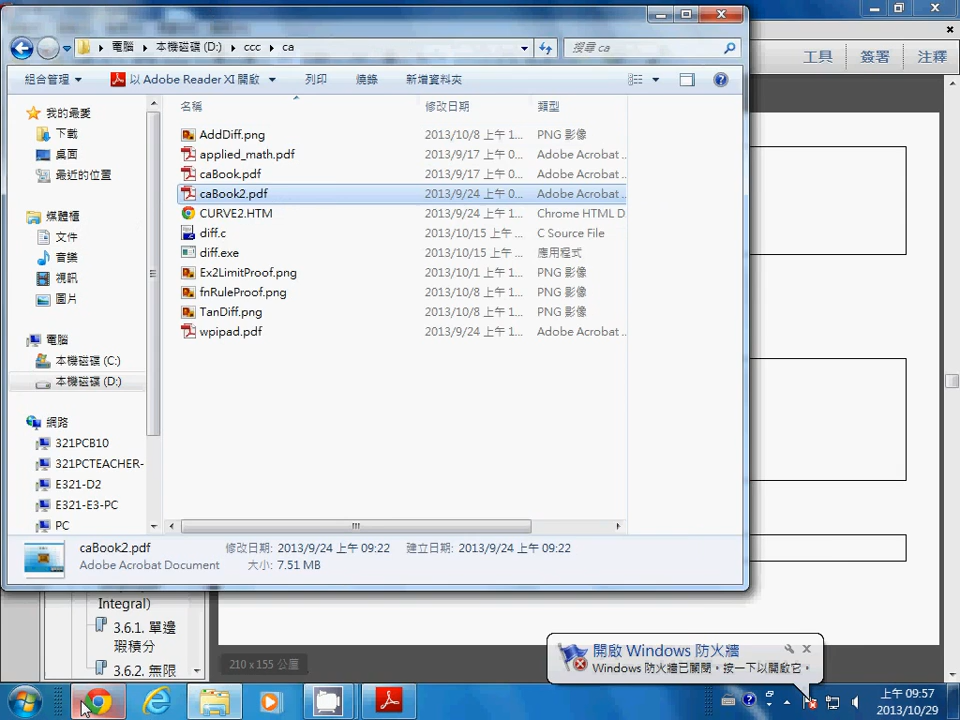 電腦 ▸ 本機磁碟 (D:) ▸ ccc ▸ ca
搜尋 ca
工具 簽署 注釋
組合管理 以 Adobe Reader XI 開啟 列印 燒錄 新增資料夾
名稱 修改日期 類型
我的最愛
下載
桌面
最近的位置
媒體櫃
文件
音樂
視訊
圖片
電腦
本機磁碟 (C:)
本機磁碟 (D:)
網路
321PCB10
321PCTEACHER-
E321-D2
E321-E3-PC
PC
AddDiff.png 2013/10/8 上午 1... PNG 影像
applied_math.pdf 2013/9/17 上午 0... Adobe Acrobat ..
caBook.pdf 2013/9/17 上午 0... Adobe Acrobat ..
caBook2.pdf 2013/9/24 上午 0... Adobe Acrobat ..
CURVE2.HTM 2013/9/24 上午 1... Chrome HTML D
diff.c 2013/10/15 上午 ... C Source File
diff.exe 2013/10/15 上午 ... 應用程式
Ex2LimitProof.png 2013/10/1 上午 1... PNG 影像
fnRuleProof.png 2013/10/8 上午 1... PNG 影像
TanDiff.png 2013/10/8 上午 1... PNG 影像
wpipad.pdf 2013/9/24 上午 1... Adobe Acrobat ..
caBook2.pdf 修改日期: 2013/9/24 上午 09:22 建立日期: 2013/9/24 上午 09:22
Adobe Acrobat Document 大小: 7.51 MB
Integral)
3.6.1. 單邊
瑕積分
3.6.2. 無限
210 x 155 公厘
開啟 Windows 防火牆
Windows 防火牆已關閉。按一下以開啟它。
上午 09:57
2013/10/29